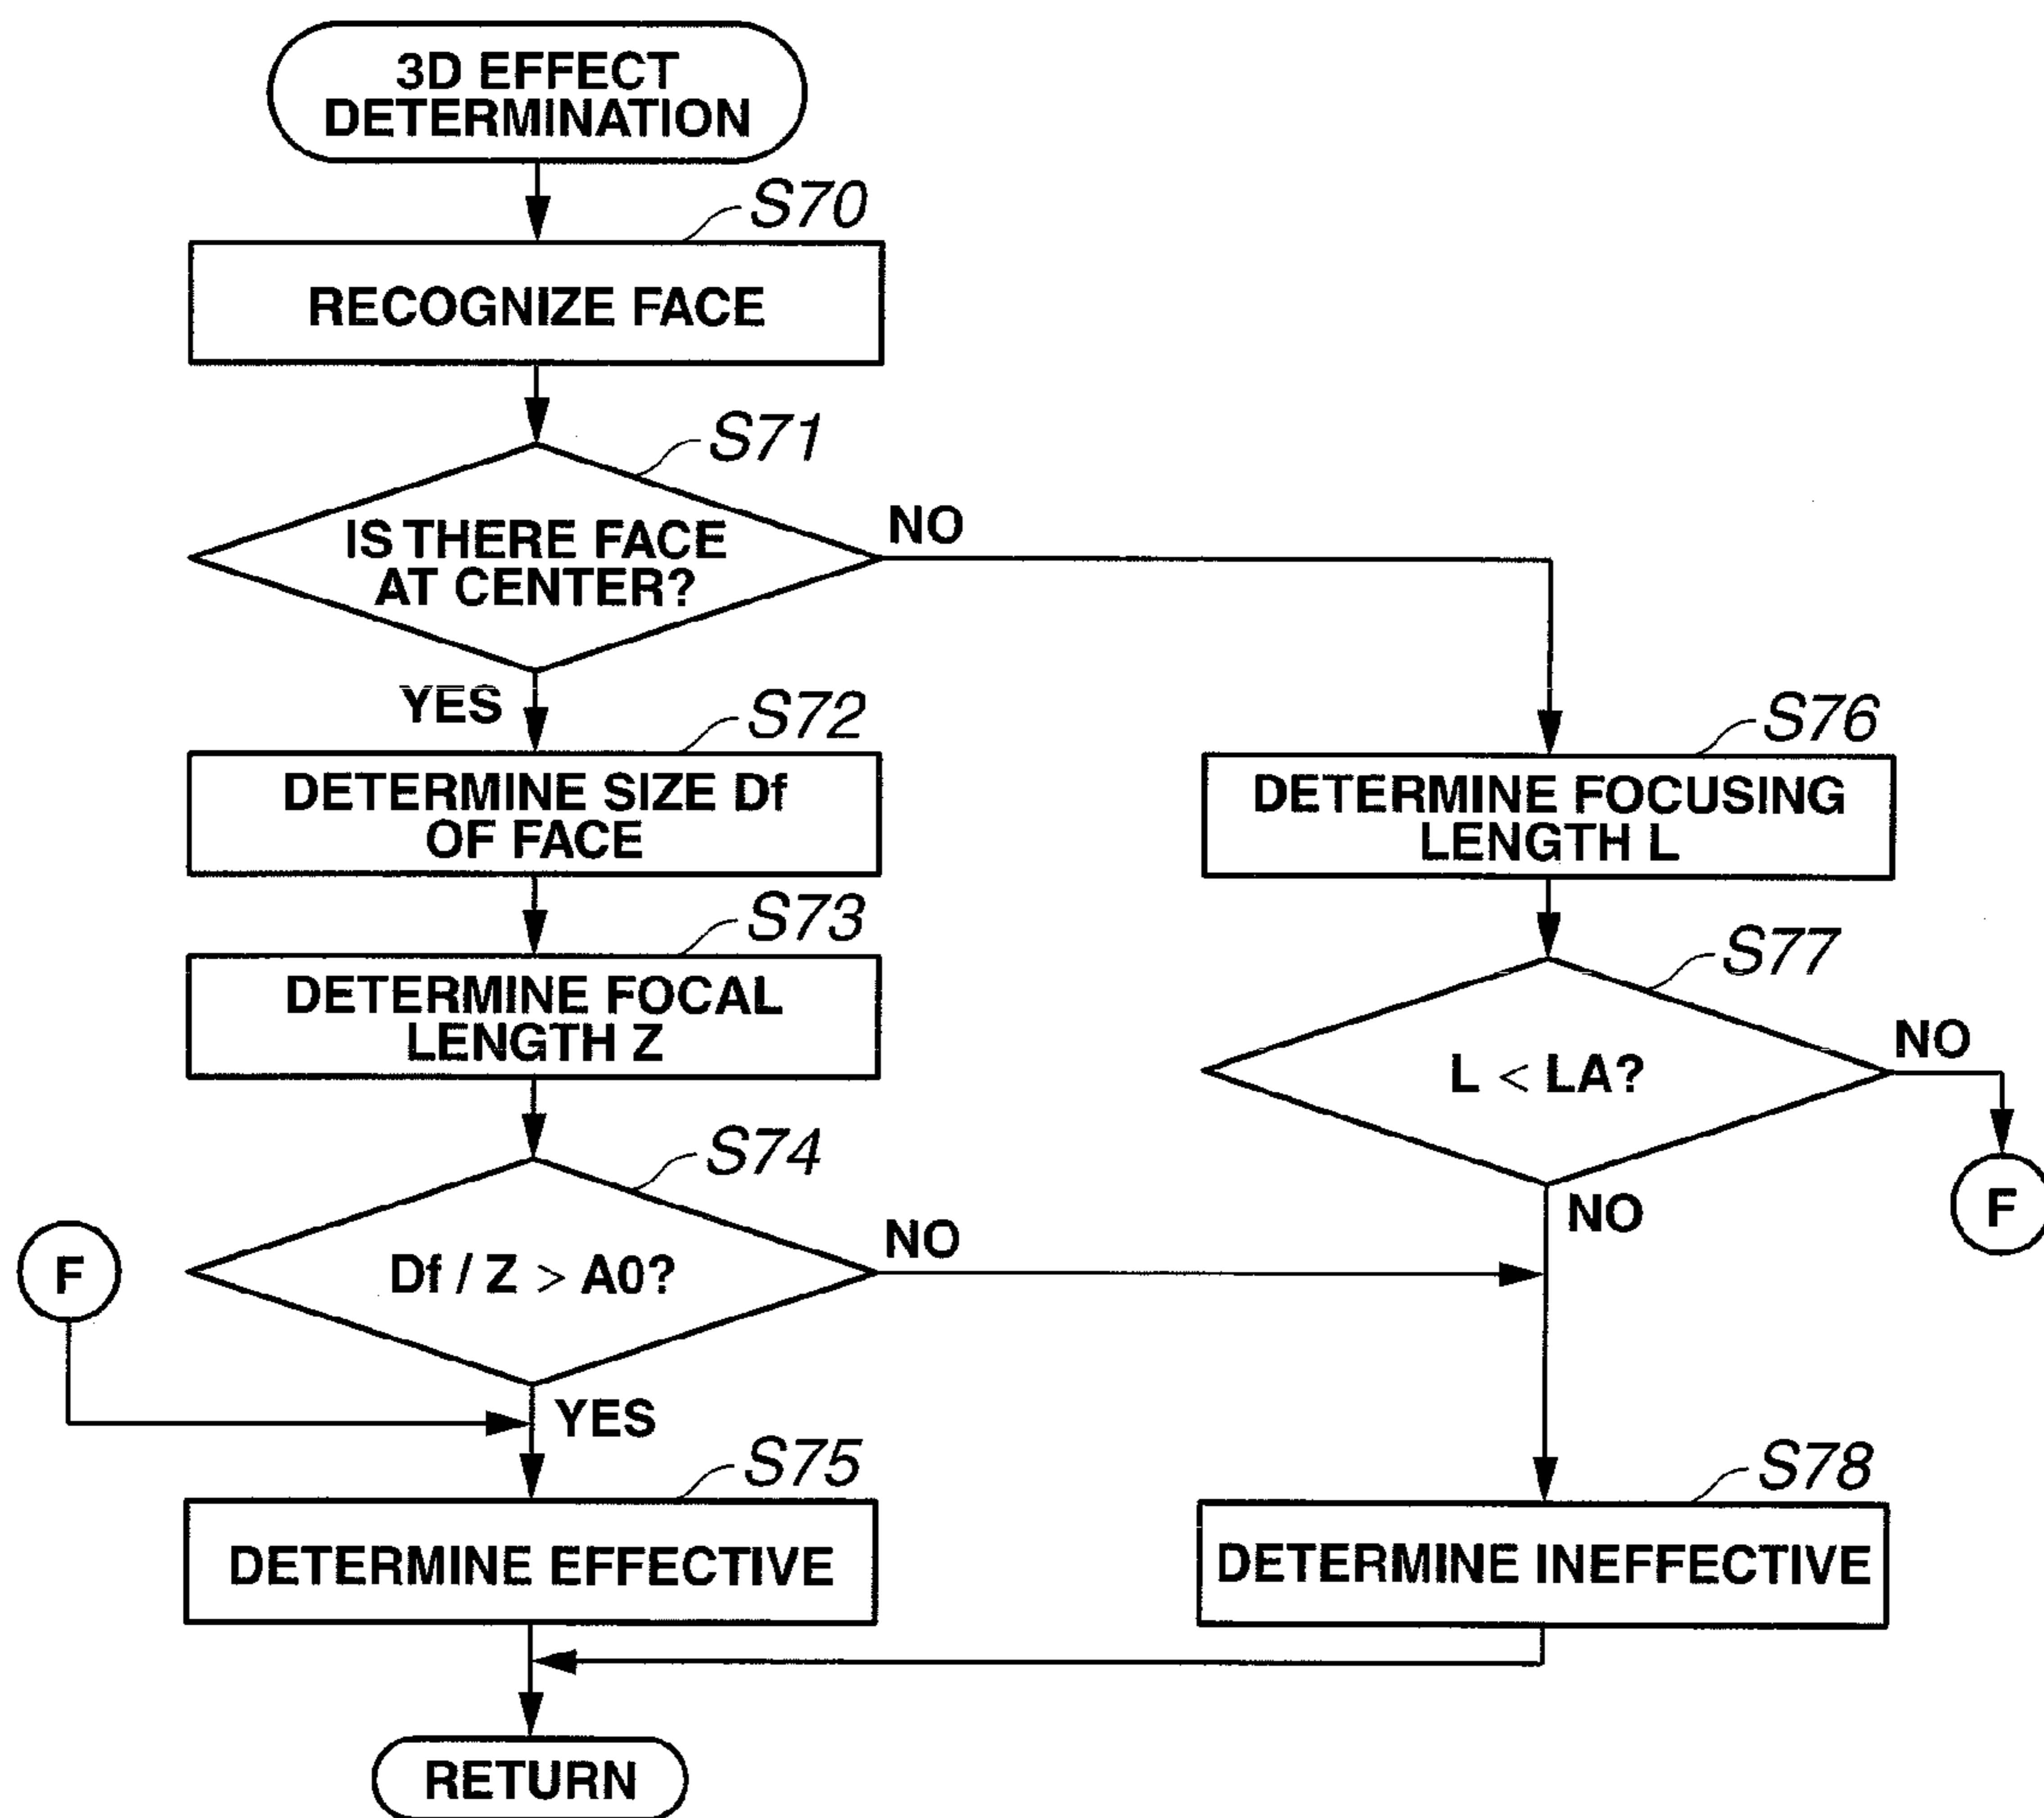 3D EFFECT
DETERMINATION
S70
RECOGNIZE FACE
S71
IS THERE FACE
AT CENTER?
NO
YES
S72
DETERMINE SIZE Df
OF FACE
S73
DETERMINE FOCAL
LENGTH Z
S74
Df / Z > A0?
NO
F
YES
S75
DETERMINE EFFECTIVE
S76
DETERMINE FOCUSING
LENGTH L
S77
L < LA?
NO
F
NO
S78
DETERMINE INEFFECTIVE
RETURN